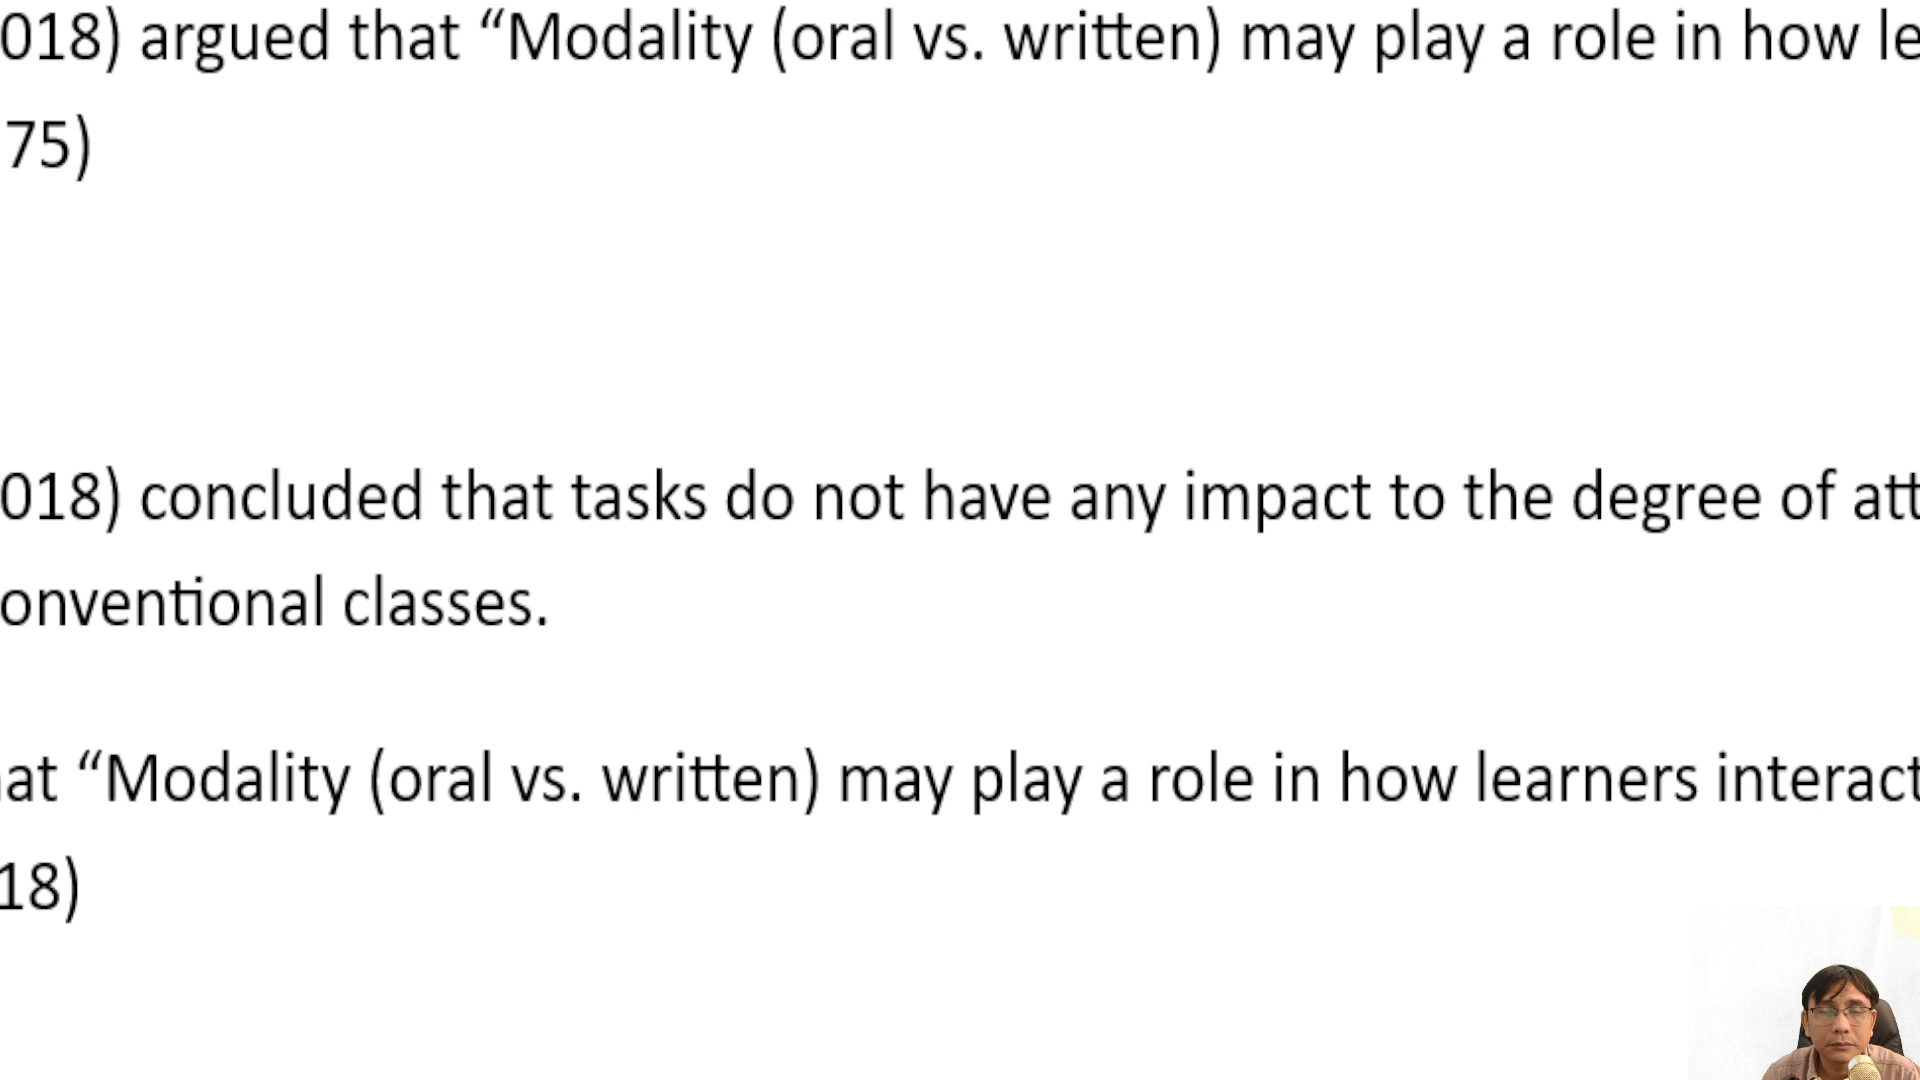 018) argued that “Modality (oral vs. written) may play a role in how le
75)
018) concluded that tasks do not have any impact to the degree of att
onventional classes.
at “Modality (oral vs. written) may play a role in how learners interact
18)